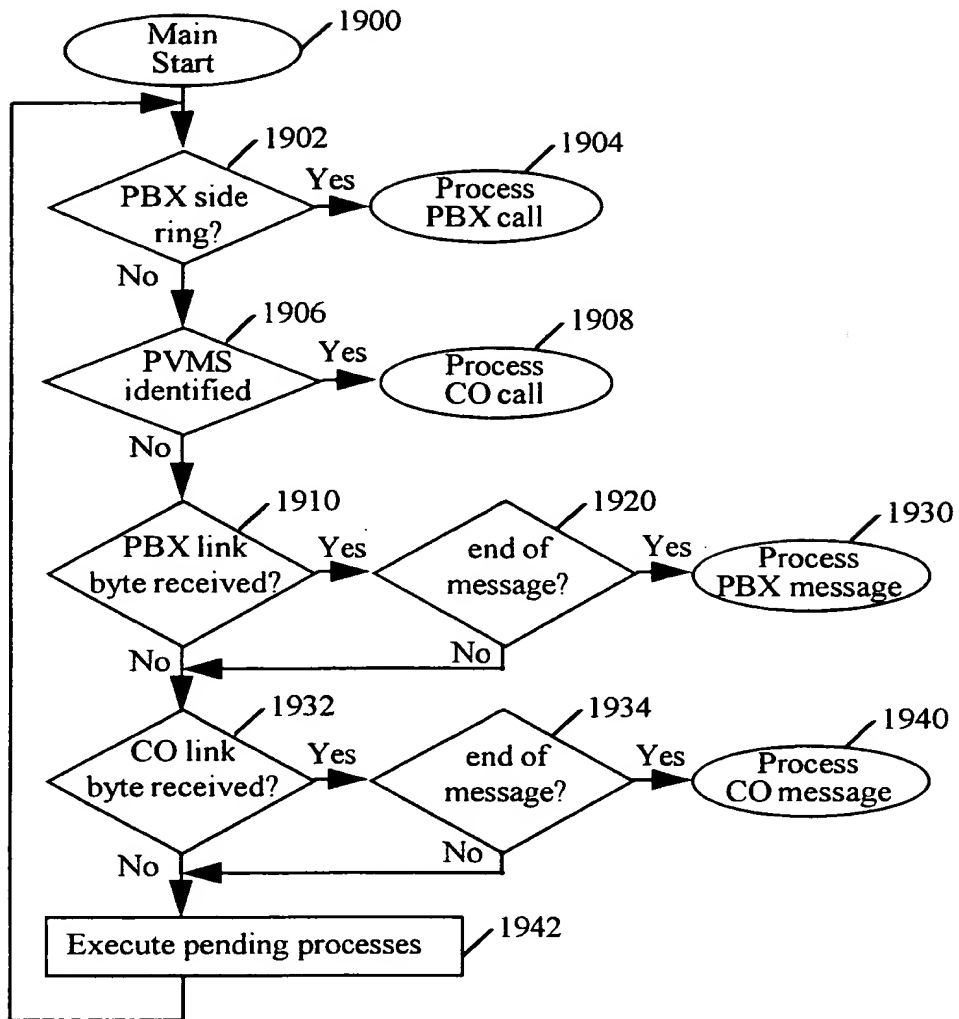 Main
Start
1900
1902
PBX side
ring?
Yes
1904
Process
PBX call
No
1906
PVMS
identified
Yes
1908
Process
CO call
No
1910
PBX link
byte received?
Yes
1920
end of
message?
Yes
1930
Process
PBX message
No
No
1932
CO link
byte received?
Yes
1934
end of
message?
Yes
1940
Process
CO message
No
No
Execute pending processes
1942